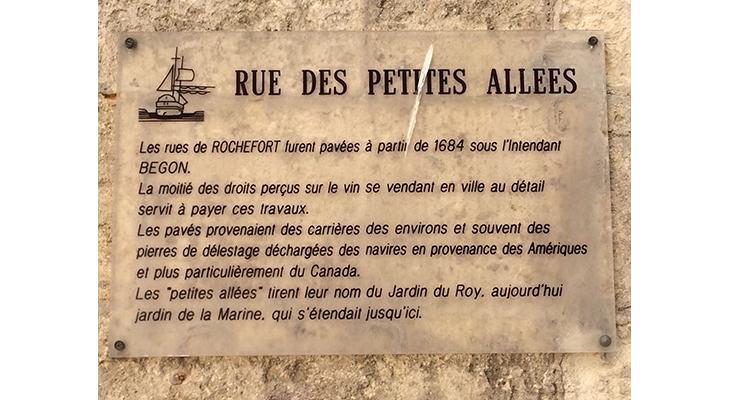 RUE DES PETITES ALLEES
Les rues de ROCHEFORT furent pavées à partir de 1684 sous l'Intendant
BEGON.
La moitié des droits perçus sur le vin se vendant en ville au détail
servit à payer ces travaux.
Les pavés provenaient des carrières des environs et souvent des
pierres de délestage déchargées des navires en provenance des Amériques
et plus particulièrement du Canada.
Les "petites allées" tirent leur nom du Jardin du Roy, aujourd'hui
jardin de la Marine, qui s'étendait jusqu'ici.